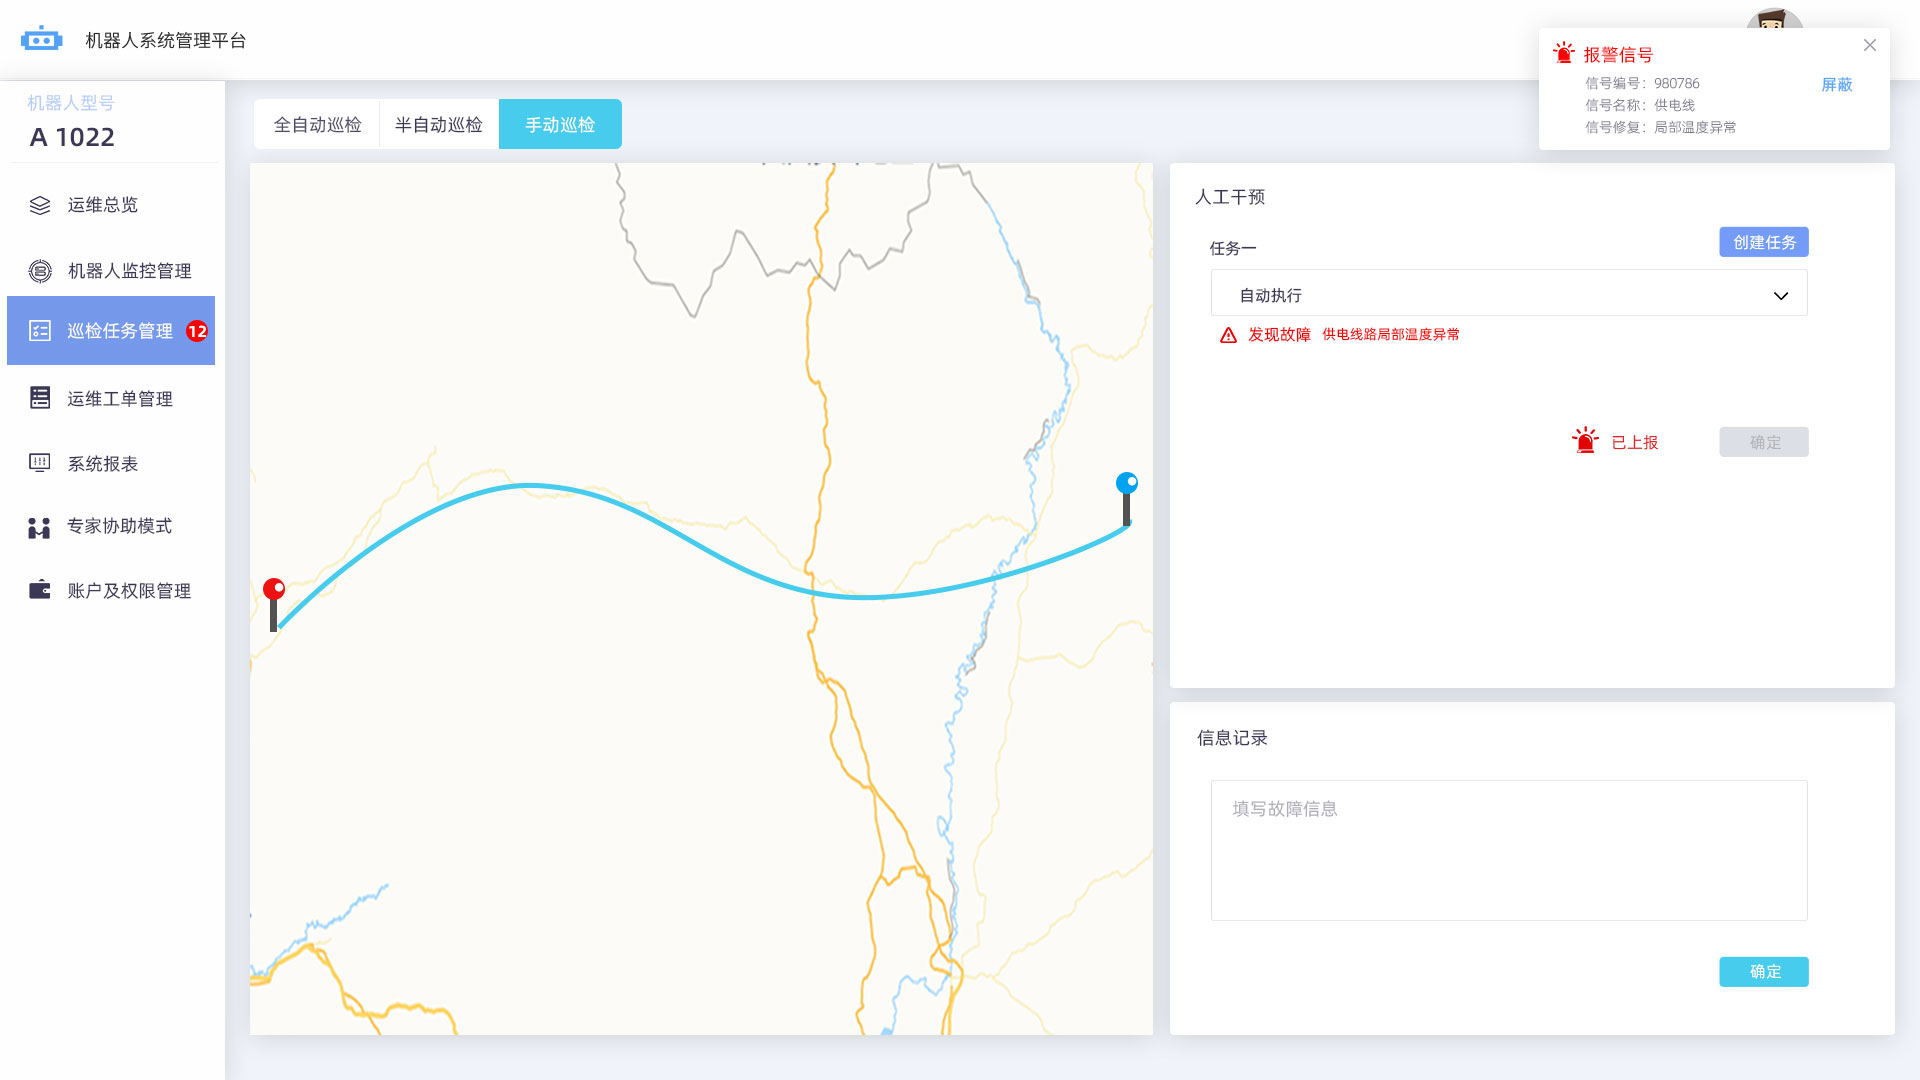 机器人系统管理平台
报警信号
信号编号：980786
屏蔽
信号名称：供电线
信号修复：局部温度异常
机器人型号
A 1022
运维总览
机器人监控管理
巡检任务管理 12
运维工单管理
系统报表
专家协助模式
账户及权限管理
全自动巡检 半自动巡检 手动巡检
人工干预
任务一
创建任务
自动执行
发现故障 供电线路局部温度异常
已上报
确定
信息记录
填写故障信息
确定